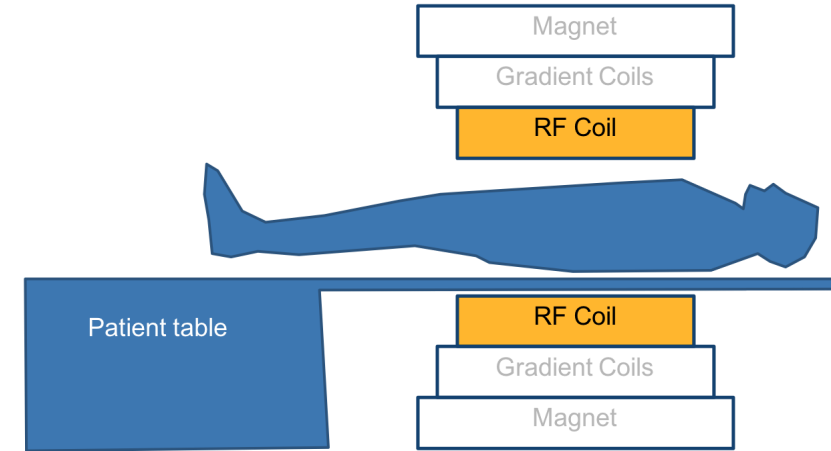 Magnet
Gradient Coils
RF Coil
Patient table
RF Coil
Gradient Coils
Magnet